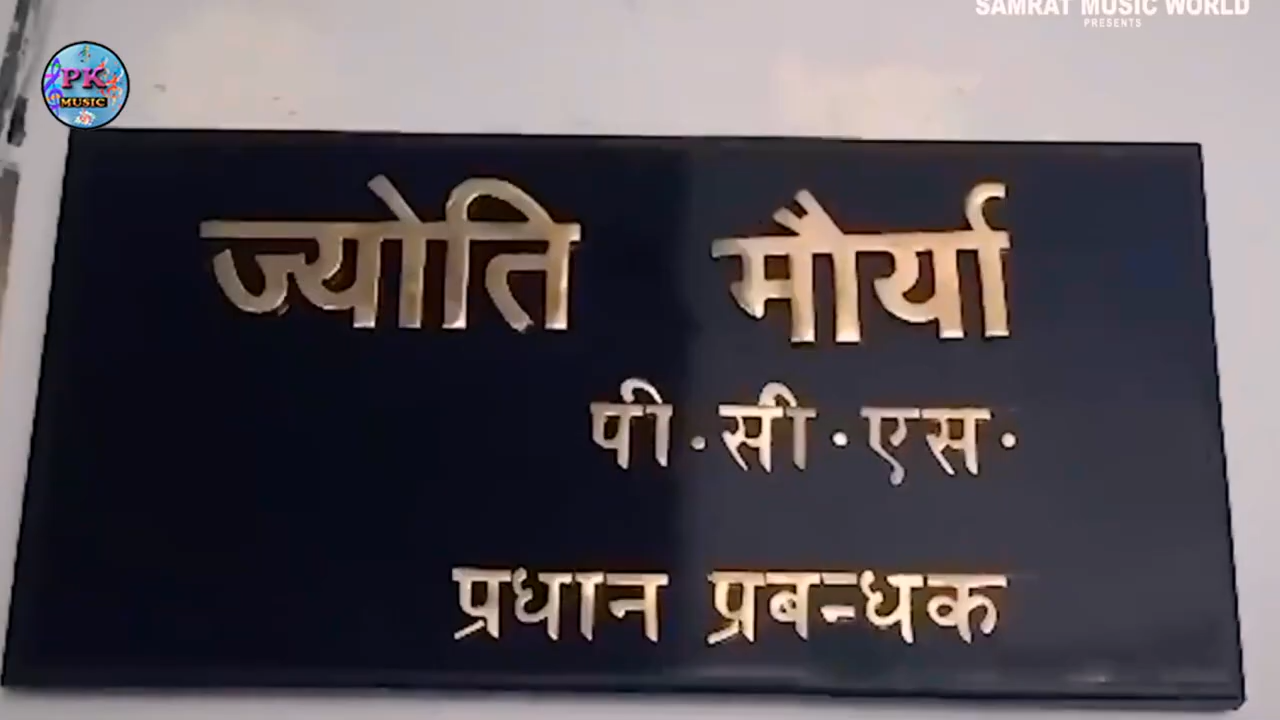 SAMRAT MUSIC WORLD
PRESENTS
PK
MUSIC
ज्योति मौर्या
पी.सी.एस.
प्रधान प्रबन्धक